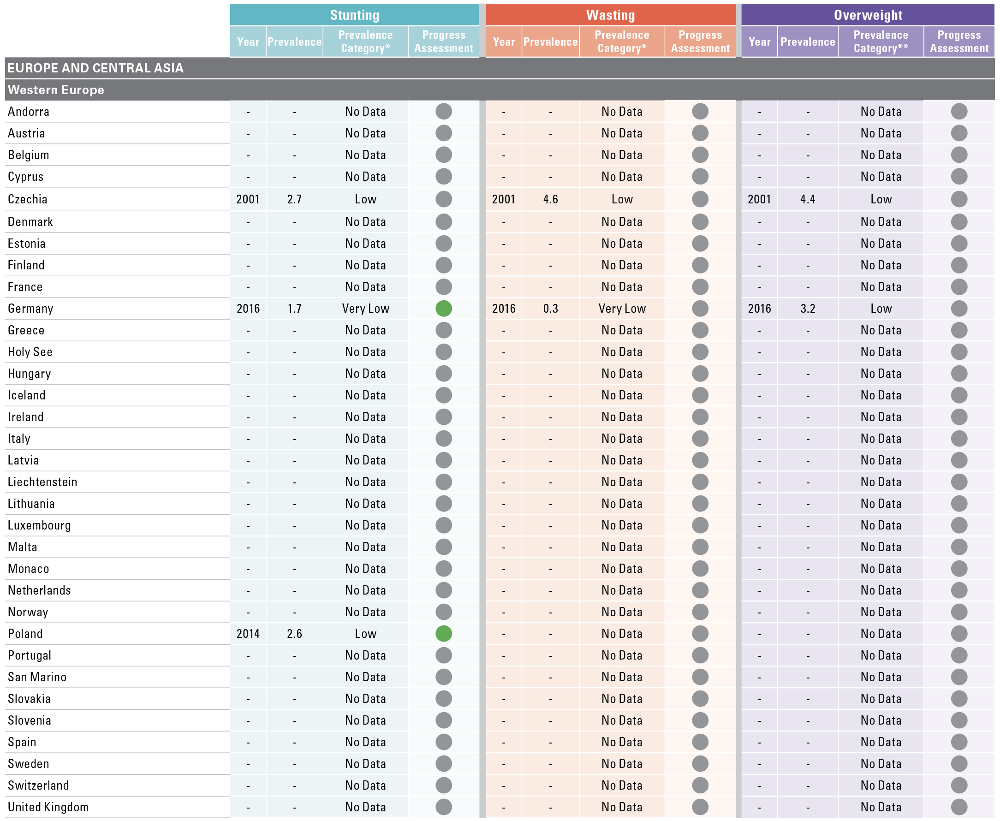 Stunting Wasting Overweight
Year Prevalence Prevalence Category* Progress Assessment Year Prevalence Prevalence Category* Progress Assessment Year Prevalence Prevalence Category** Progress Assessment
EUROPE AND CENTRAL ASIA
Western Europe
Andorra - - No Data - - No Data - - No Data
Austria - - No Data - - No Data - - No Data
Belgium - - No Data - - No Data - - No Data
Cyprus - - No Data - - No Data - - No Data
Czechia 2001 2.7 Low 2001 4.6 Low 2001 4.4 Low
Denmark - - No Data - - No Data - - No Data
Estonia - - No Data - - No Data - - No Data
Finland - - No Data - - No Data - - No Data
France - - No Data - - No Data - - No Data
Germany 2016 1.7 Very Low 2016 0.3 Very Low 2016 3.2 Low
Greece - - No Data - - No Data - - No Data
Holy See - - No Data - - No Data - - No Data
Hungary - - No Data - - No Data - - No Data
Iceland - - No Data - - No Data - - No Data
Ireland - - No Data - - No Data - - No Data
Italy - - No Data - - No Data - - No Data
Latvia - - No Data - - No Data - - No Data
Liechtenstein - - No Data - - No Data - - No Data
Lithuania - - No Data - - No Data - - No Data
Luxembourg - - No Data - - No Data - - No Data
Malta - - No Data - - No Data - - No Data
Monaco - - No Data - - No Data - - No Data
Netherlands - - No Data - - No Data - - No Data
Norway - - No Data - - No Data - - No Data
Poland 2014 2.6 Low - - No Data - - No Data
Portugal - - No Data - - No Data - - No Data
San Marino - - No Data - - No Data - - No Data
Slovakia - - No Data - - No Data - - No Data
Slovenia - - No Data - - No Data - - No Data
Spain - - No Data - - No Data - - No Data
Sweden - - No Data - - No Data - - No Data
Switzerland - - No Data - - No Data - - No Data
United Kingdom - - No Data - - No Data - - No Data